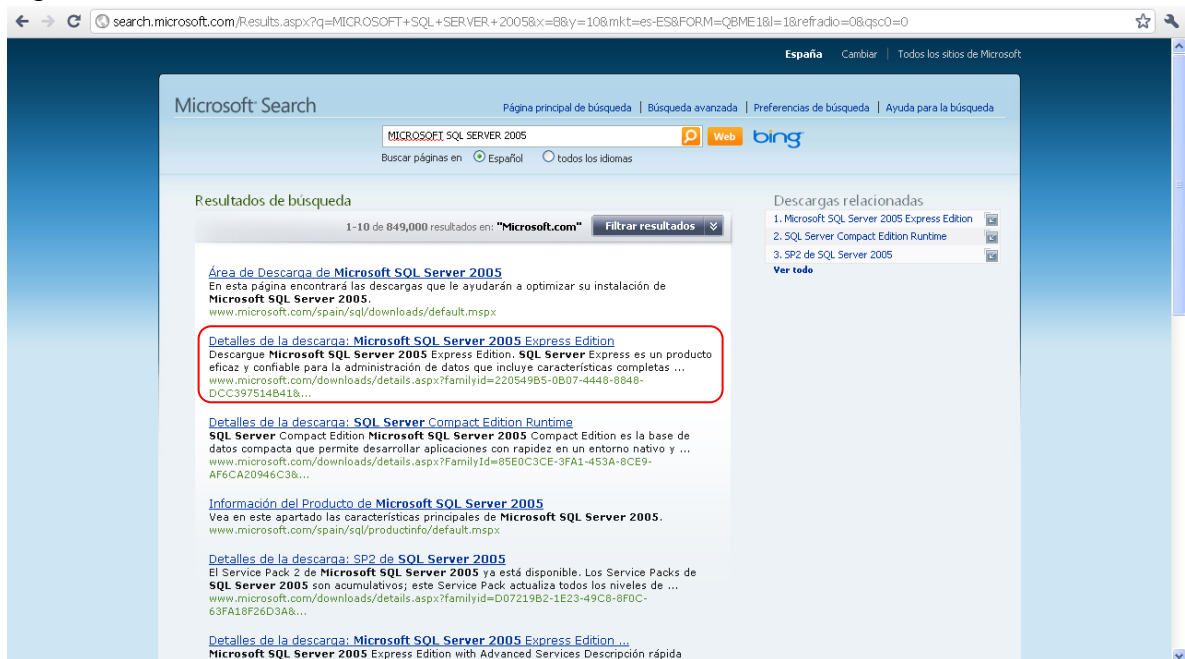 search.microsoft.com/Results.aspx?q=MICROSOFT+SQL+SERVER+2005&x=8&y=10&mkt=es-ES&FORM=QBME1&l=1&refradio=0&qsc0=0
España Cambiar | Todos los sitios de Microsoft
Microsoft Search
Página principal de búsqueda | Búsqueda avanzada | Preferencias de búsqueda | Ayuda para la búsqueda
MICROSOFT SQL SERVER 2005 Web bing
Buscar páginas en Español todos los idiomas
Resultados de búsqueda
1-10 de 849,000 resultados en: "Microsoft.com" Filtrar resultados
Área de Descarga de Microsoft SQL Server 2005
En esta página encontrará las descargas que le ayudarán a optimizar su instalación de
Microsoft SQL Server 2005.
www.microsoft.com/spain/sql/downloads/default.mspx
Detalles de la descarga: Microsoft SQL Server 2005 Express Edition
Descargue Microsoft SQL Server 2005 Express Edition. SQL Server Express es un producto
eficaz y confiable para la administración de datos que incluye características completas ...
www.microsoft.com/downloads/details.aspx?familyid=220549B5-0B07-4448-8848-
DCC397514B41&...
Detalles de la descarga: SQL Server Compact Edition Runtime
SQL Server Compact Edition Microsoft SQL Server 2005 Compact Edition es la base de
datos compacta que permite desarrollar aplicaciones con rapidez en un entorno nativo y ...
www.microsoft.com/downloads/details.aspx?FamilyId=85E0C3CE-3FA1-453A-8CE9-
AF6CA20946C3&...
Información del Producto de Microsoft SQL Server 2005
Vea en este apartado las características principales de Microsoft SQL Server 2005.
www.microsoft.com/spain/sql/productinfo/default.mspx
Detalles de la descarga: SP2 de SQL Server 2005
El Service Pack 2 de Microsoft SQL Server 2005 ya está disponible. Los Service Packs de
SQL Server 2005 son acumulativos; este Service Pack actualiza todos los niveles de ...
www.microsoft.com/downloads/details.aspx?familyid=D07219B2-1E23-49C8-8F0C-
63FA18F26D3A&...
Detalles de la descarga: Microsoft SQL Server 2005 Express Edition ...
Microsoft SQL Server 2005 Express Edition with Advanced Services Descripción rápida
Descargas relacionadas
1. Microsoft SQL Server 2005 Express Edition
2. SQL Server Compact Edition Runtime
3. SP2 de SQL Server 2005
Ver todo